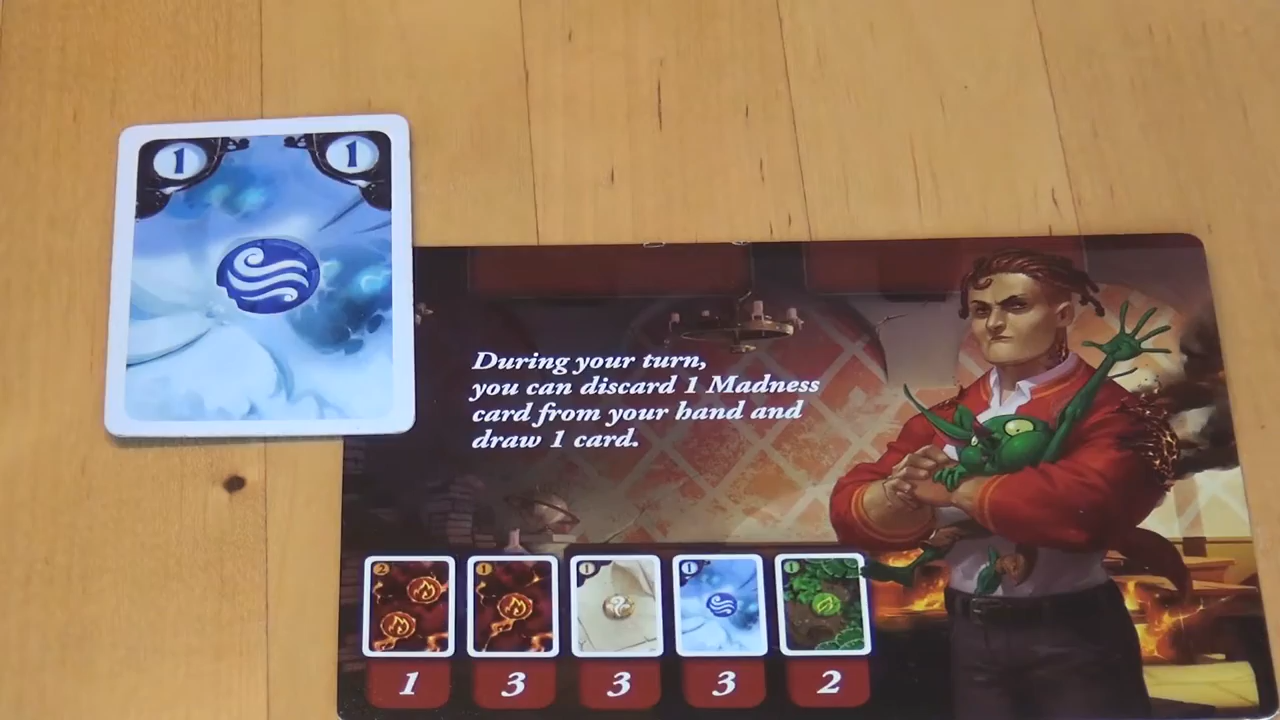 1 1
During your turn,
you can discard 1 Madness
card from your hand and
draw 1 card.
2 1 1 1 1
1 3 3 3 2